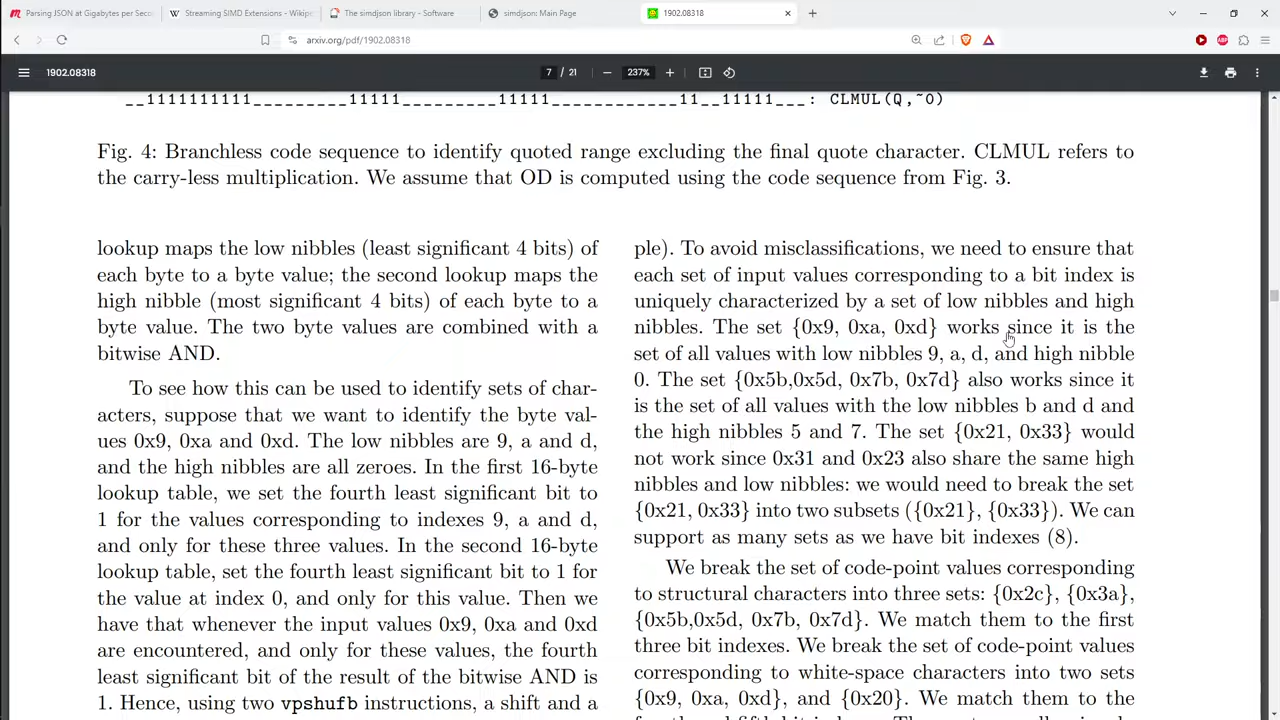 Parsing JSON at Gigabytes per Seco
Streaming SIMD Extensions - Wikipe
The simdjson library - Software
simdjson: Main Page
1902.08318
arxiv.org/pdf/1902.08318
1902.08318
7 / 21
237%
__1111111111_________11111_________11111____________11__11111___: CLMUL(Q,~0)
Fig. 4: Branchless code sequence to identify quoted range excluding the final quote character. CLMUL refers to
the carry-less multiplication. We assume that OD is computed using the code sequence from Fig. 3.
lookup maps the low nibbles (least significant 4 bits) of
each byte to a byte value; the second lookup maps the
high nibble (most significant 4 bits) of each byte to a
byte value. The two byte values are combined with a
bitwise AND.
To see how this can be used to identify sets of char-
acters, suppose that we want to identify the byte val-
ues 0x9, 0xa and 0xd. The low nibbles are 9, a and d,
and the high nibbles are all zeroes. In the first 16-byte
lookup table, we set the fourth least significant bit to
1 for the values corresponding to indexes 9, a and d,
and only for these three values. In the second 16-byte
lookup table, set the fourth least significant bit to 1 for
the value at index 0, and only for this value. Then we
have that whenever the input values 0x9, 0xa and 0xd
are encountered, and only for these values, the fourth
least significant bit of the result of the bitwise AND is
1. Hence, using two vpshufb instructions, a shift and a
ple). To avoid misclassifications, we need to ensure that
each set of input values corresponding to a bit index is
uniquely characterized by a set of low nibbles and high
nibbles. The set {0x9, 0xa, 0xd} works since it is the
set of all values with low nibbles 9, a, d, and high nibble
0. The set {0x5b,0x5d, 0x7b, 0x7d} also works since it
is the set of all values with the low nibbles b and d and
the high nibbles 5 and 7. The set {0x21, 0x33} would
not work since 0x31 and 0x23 also share the same high
nibbles and low nibbles: we would need to break the set
{0x21, 0x33} into two subsets ({0x21}, {0x33}). We can
support as many sets as we have bit indexes (8).
We break the set of code-point values corresponding
to structural characters into three sets: {0x2c}, {0x3a},
{0x5b,0x5d, 0x7b, 0x7d}. We match them to the first
three bit indexes. We break the set of code-point values
corresponding to white-space characters into two sets
{0x9, 0xa, 0xd}, and {0x20}. We match them to the